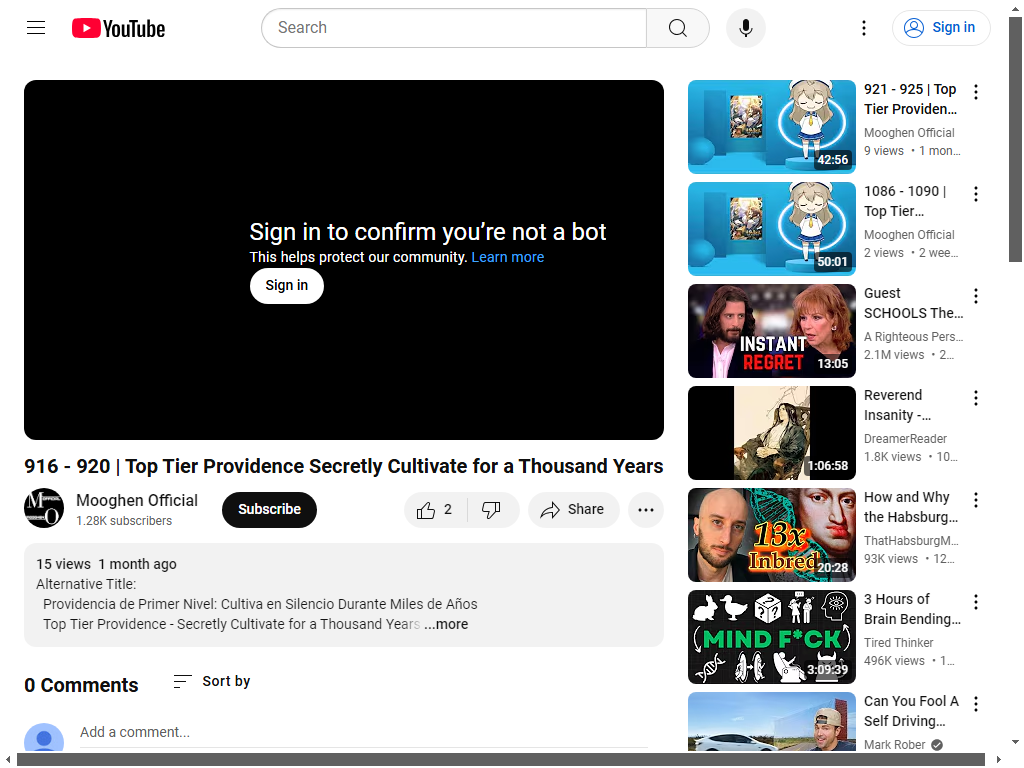 YouTube
Search
Sign in
Sign in to confirm you’re not a bot
This helps protect our community. Learn more
Sign in
916 - 920 | Top Tier Providence Secretly Cultivate for a Thousand Years
Mooghen Official
1.28K subscribers
Subscribe
2
Share
15 views 1 month ago
Alternative Title:
Providencia de Primer Nivel: Cultiva en Silencio Durante Miles de Años
Top Tier Providence - Secretly Cultivate for a Thousand Years ...more
0 Comments
Sort by
Add a comment...
42:56
921 - 925 | Top
Tier Providen...
Mooghen Official
9 views • 1 mon...
50:01
1086 - 1090 |
Top Tier...
Mooghen Official
2 views • 2 wee...
INSTANT
REGRET
13:05
Guest
SCHOOLS The...
A Righteous Pers...
2.1M views • 2...
1:06:58
Reverend
Insanity -...
DreamerReader
1.8K views • 10...
13x
Inbred
20:28
How and Why
the Habsburg...
ThatHabsburgM...
93K views • 12...
MIND F*CK
3:09:39
3 Hours of
Brain Bending...
Tired Thinker
496K views • 1...
Can You Fool A
Self Driving...
Mark Rober